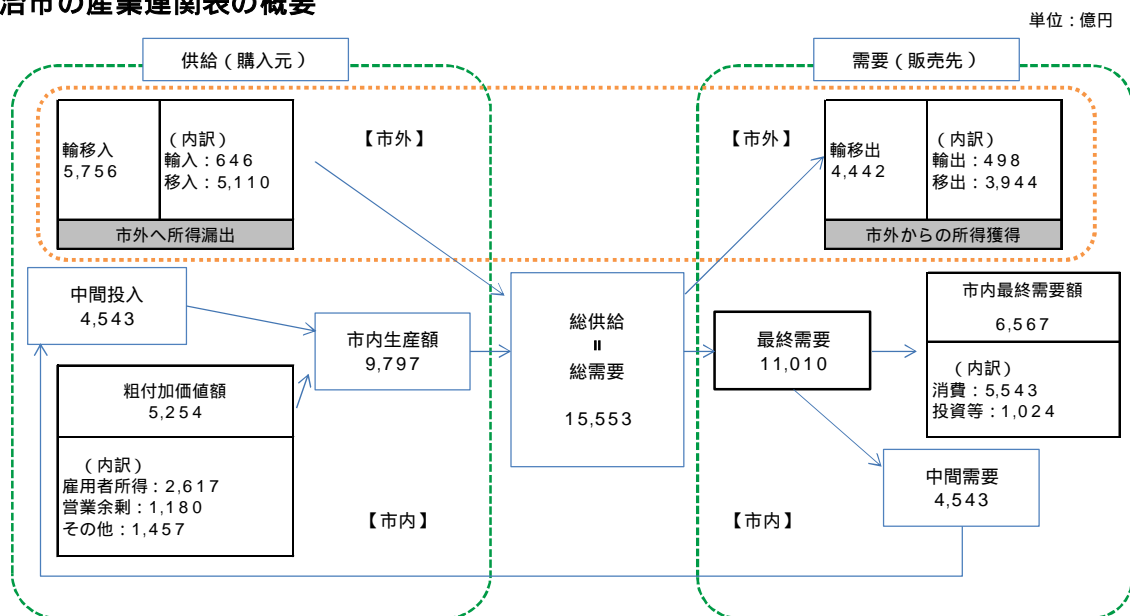 治市の産業連関表の概要
単位：億円
供給（購入元）
需要（販売先）
輸移入
5,756
（内訳）
輸入：646
移入：5,110
市外へ所得漏出
【市外】
【市外】
輸移出
4,442
（内訳）
輸出：498
移出：3,944
市外からの所得獲得
中間投入
4,543
市内生産額
9,797
粗付加価値額
5,254
（内訳）
雇用者所得：2,617
営業余剰：1,180
その他：1,457
【市内】
総供給
＝
総需要
15,553
最終需要
11,010
市内最終需要額
6,567
（内訳）
消費：5,543
投資等：1,024
中間需要
4,543
【市内】